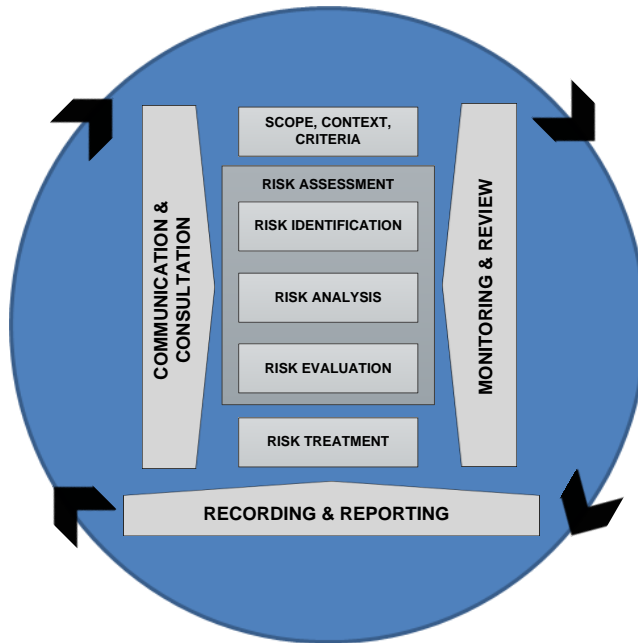 SCOPE, CONTEXT,
CRITERIA
RISK ASSESSMENT
RISK IDENTIFICATION
RISK ANALYSIS
RISK EVALUATION
RISK TREATMENT
COMMUNICATION &
CONSULTATION
MONITORING & REVIEW
RECORDING & REPORTING